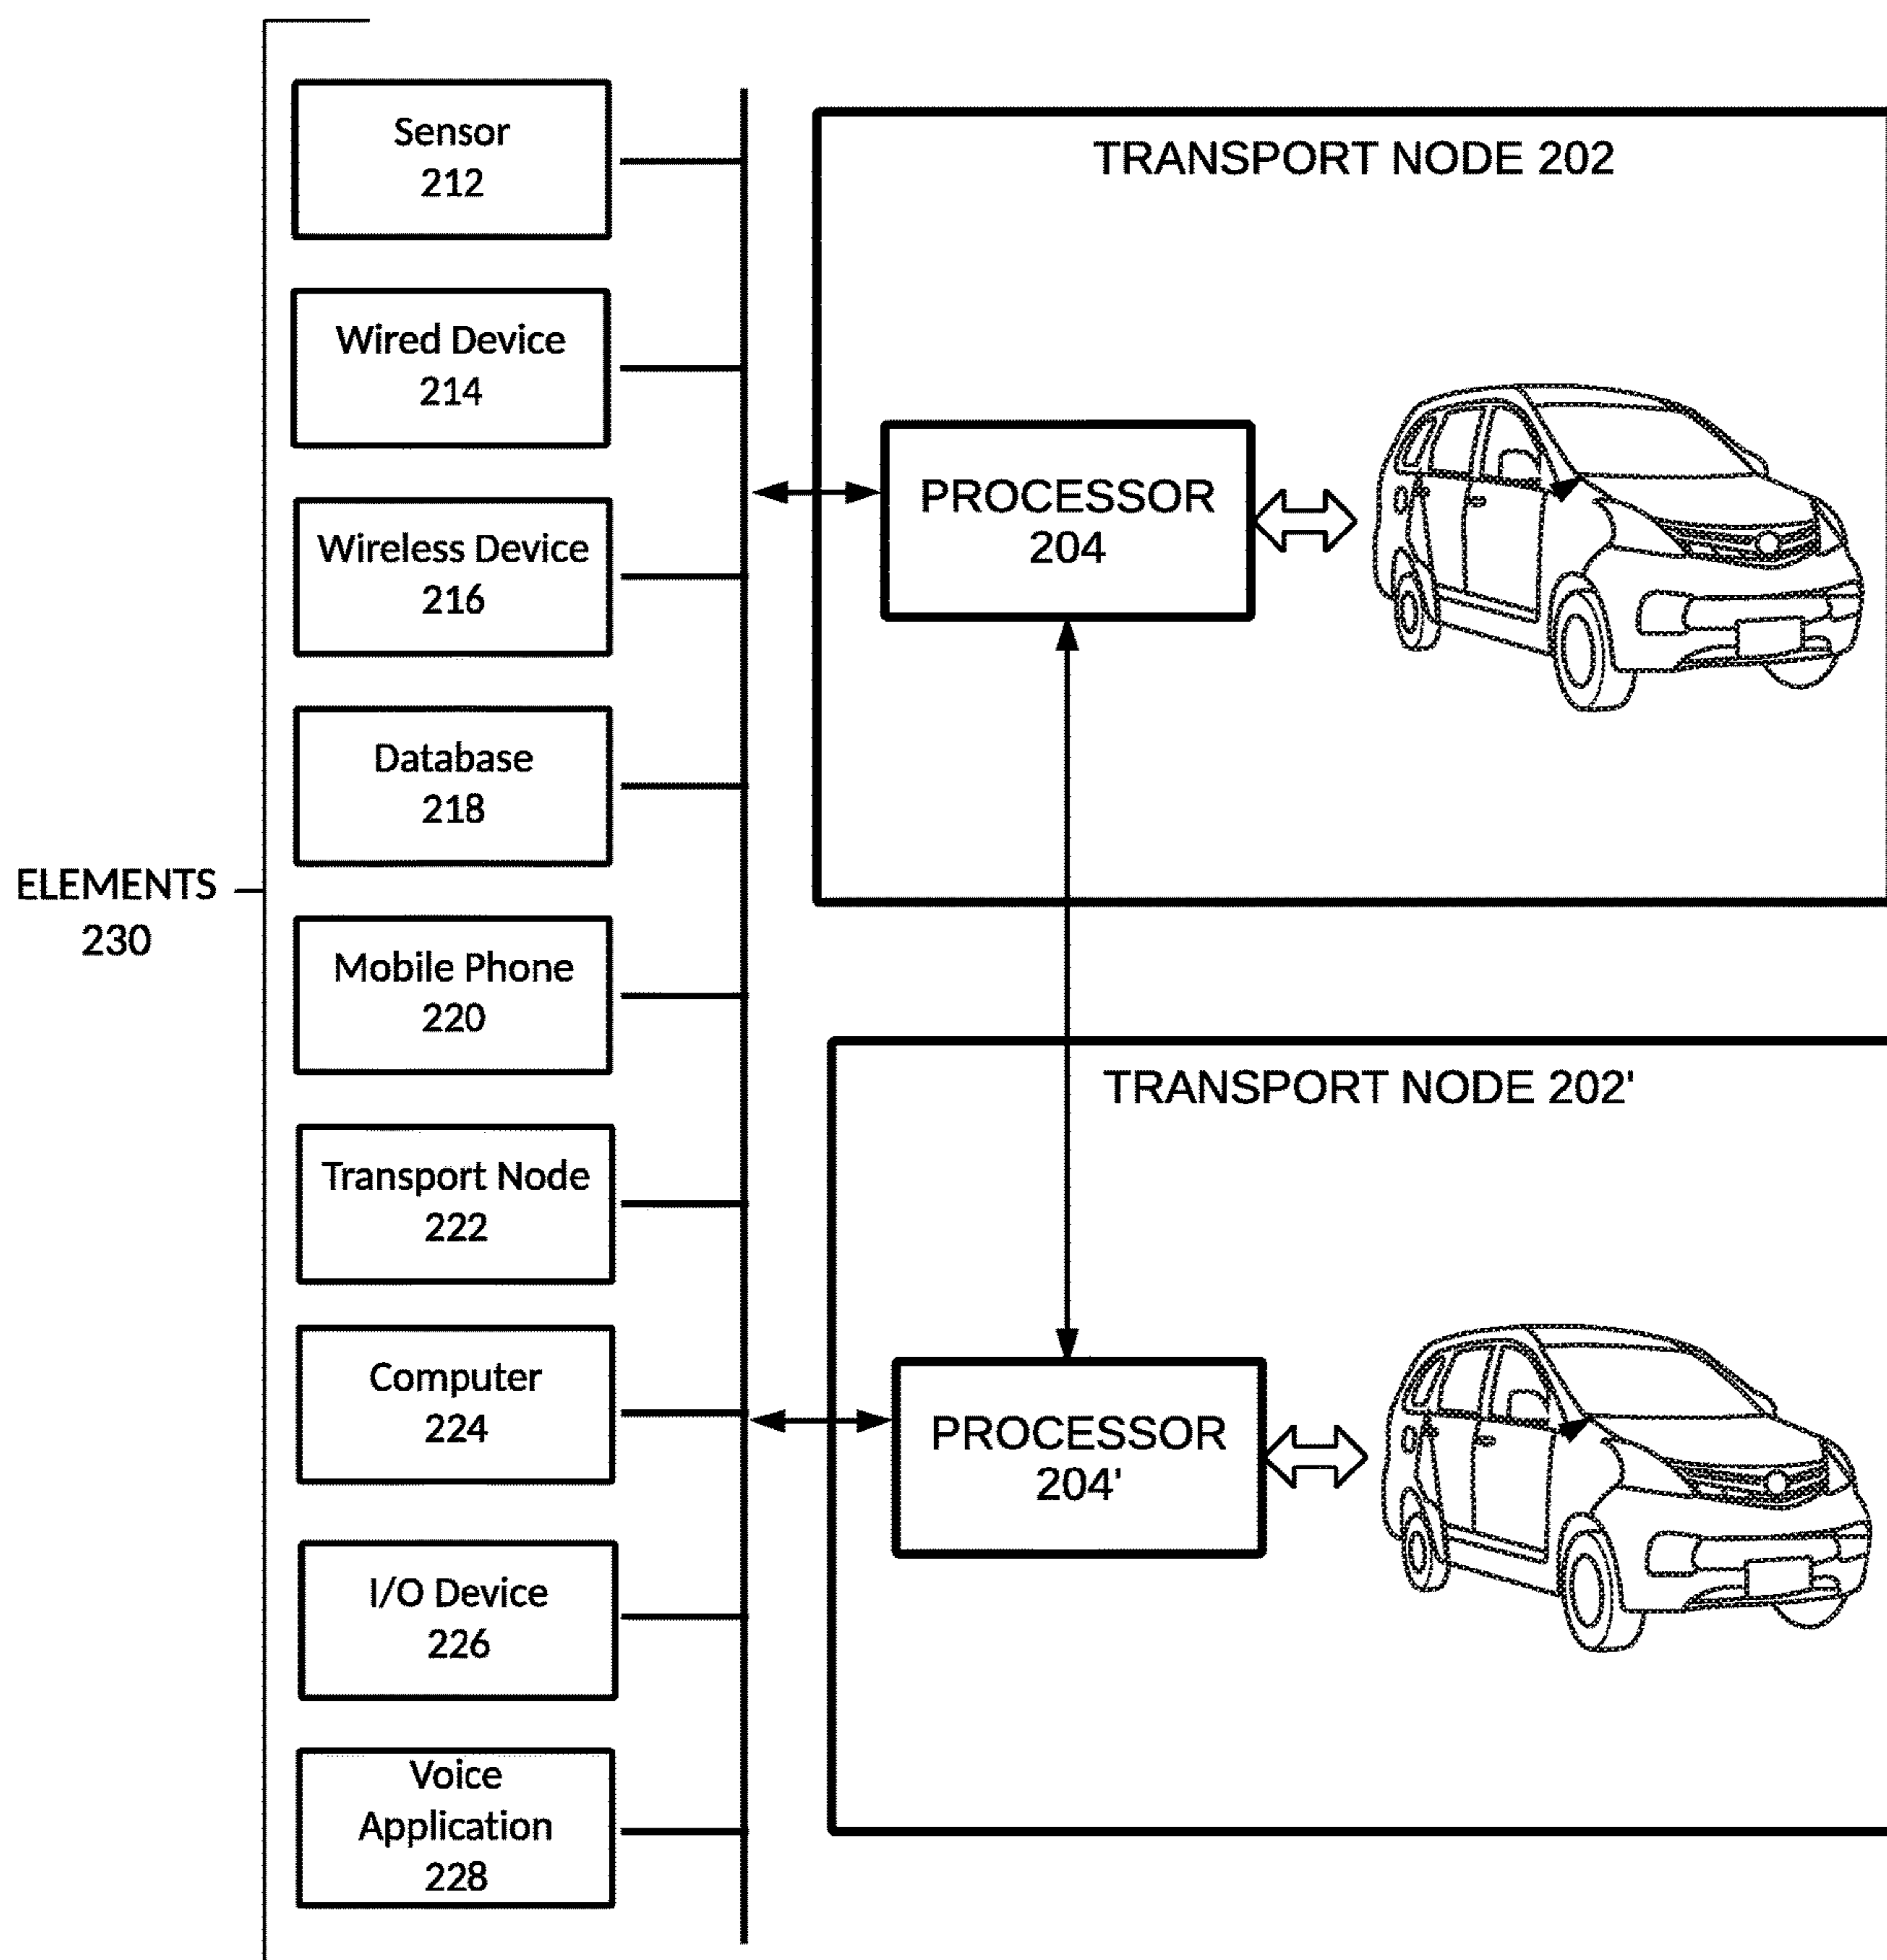 Sensor
212
Wired Device
214
Wireless Device
216
Database
218
ELEMENTS
230
Mobile Phone
220
Transport Node
222
Computer
224
I/O Device
226
Voice
Application
228
TRANSPORT NODE 202
PROCESSOR
204
TRANSPORT NODE 202'
PROCESSOR
204'